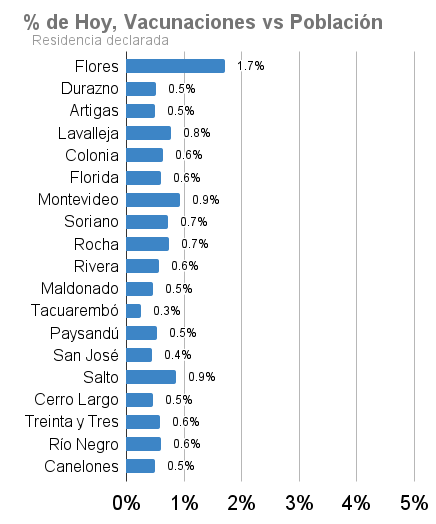 % de Hoy, Vacunaciones vs Población
Residencia declarada
Flores 1.7%
Durazno 0.5%
Artigas 0.5%
Lavalleja 0.8%
Colonia 0.6%
Florida 0.6%
Montevideo 0.9%
Soriano 0.7%
Rocha 0.7%
Rivera 0.6%
Maldonado 0.5%
Tacuarembó 0.3%
Paysandú 0.5%
San José 0.4%
Salto 0.9%
Cerro Largo 0.5%
Treinta y Tres 0.6%
Río Negro 0.6%
Canelones 0.5%
0% 1% 2% 3% 4% 5%